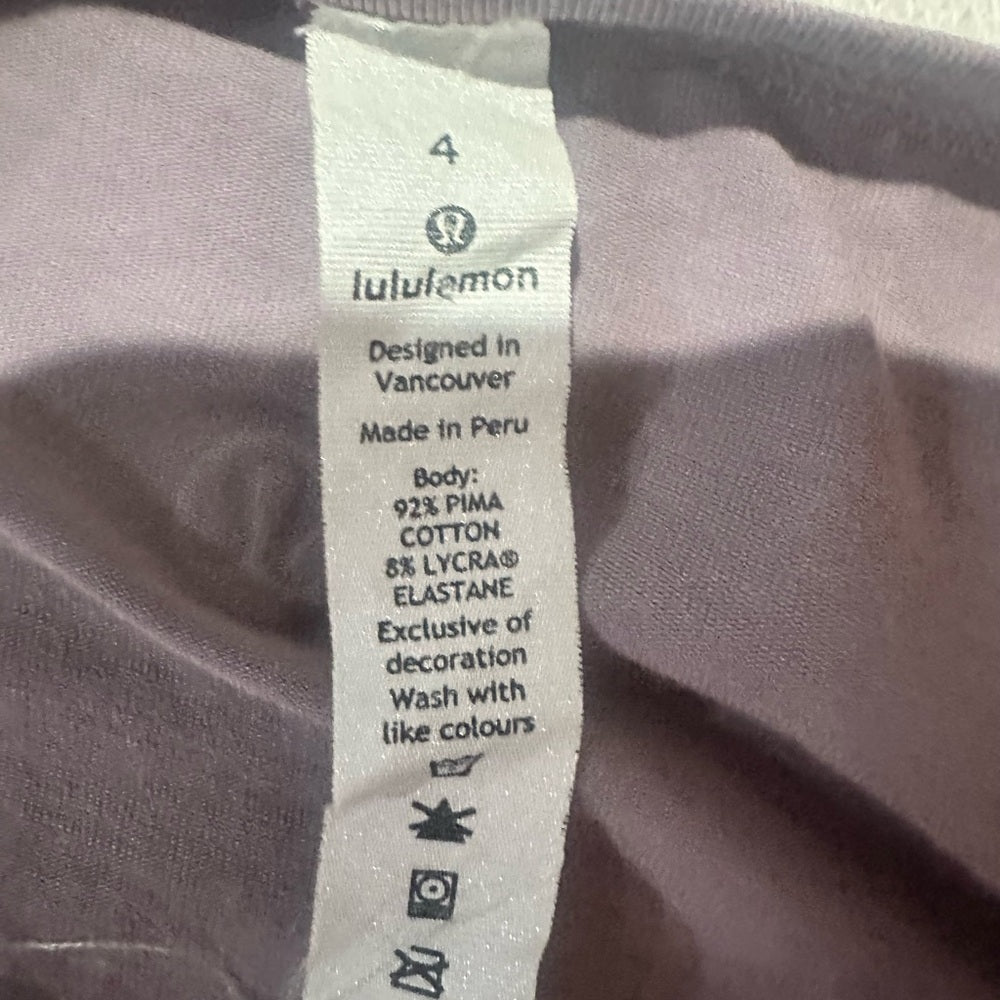 4
lululemon
Designed in
Vancouver
Made in Peru
Body:
92% PIMA
COTTON
8% LYCRA®
ELASTANE
Exclusive of
decoration
Wash with
like colours